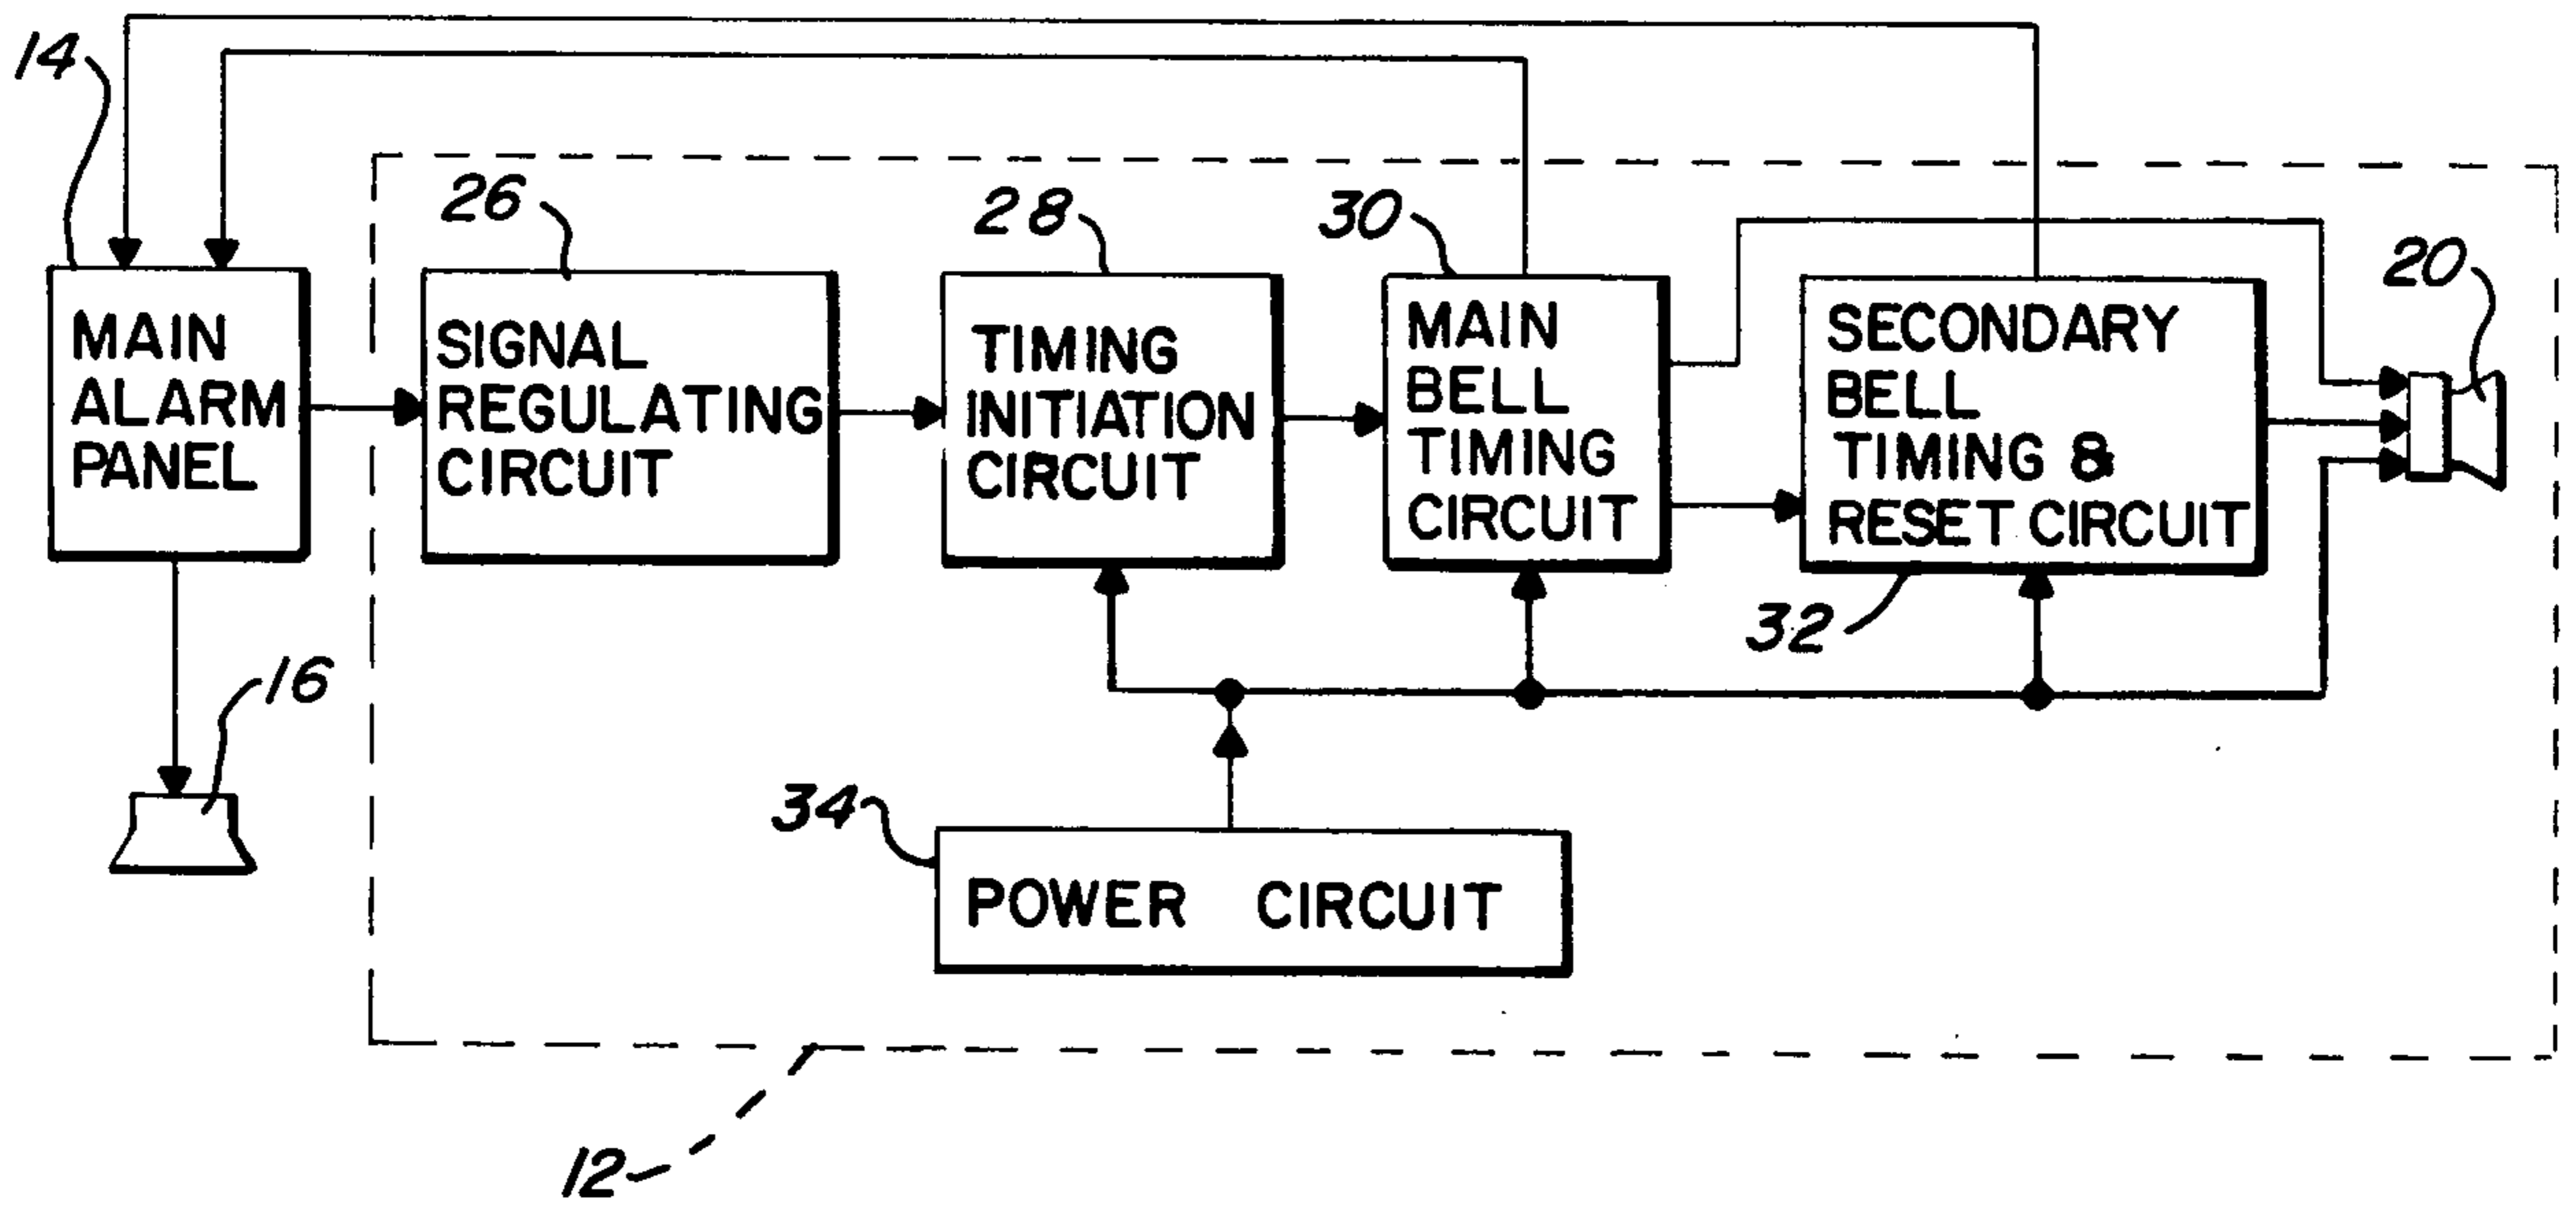 14
26
28
30
20
MAIN
ALARM
PANEL
SIGNAL
REGULATING
CIRCUIT
TIMING
INITIATION
CIRCUIT
MAIN
BELL
TIMING
CIRCUIT
SECONDARY
BELL
TIMING &
RESET CIRCUIT
32
16
34
POWER CIRCUIT
12